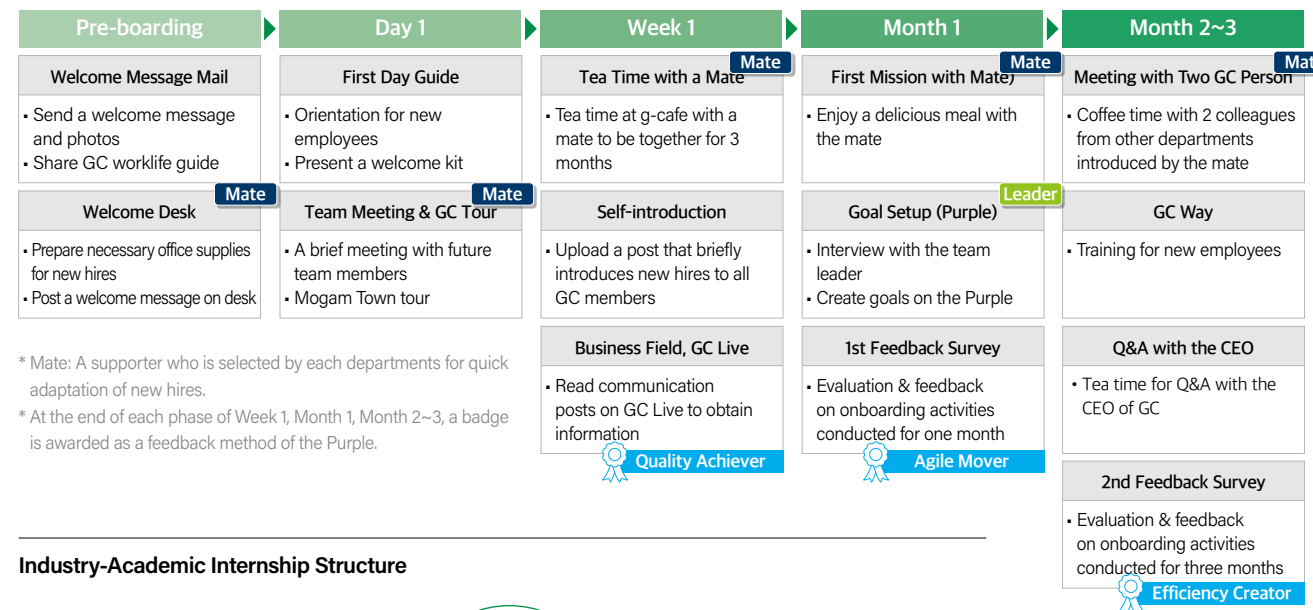 Pre-boarding
Day 1
Week 1
Month 1
Month 2~3
Welcome Message Mail
• Send a welcome message
and photos
• Share GC worklife guide
Mate
Welcome Desk
• Prepare necessary office supplies
for new hires
• Post a welcome message on desk
First Day Guide
• Orientation for new
employees
• Present a welcome kit
Mate
Team Meeting & GC Tour
• A brief meeting with future
team members
• Mogam Town tour
Mate
Tea Time with a Mate
• Tea time at g-cafe with a
mate to be together for 3
months
Self-introduction
• Upload a post that briefly
introduces new hires to all
GC members
Business Field, GC Live
• Read communication
posts on GC Live to obtain
information
Quality Achiever
Mate
First Mission with Mate)
• Enjoy a delicious meal with
the mate
Leader
Goal Setup (Purple)
• Interview with the team
leader
• Create goals on the Purple
1st Feedback Survey
• Evaluation & feedback
on onboarding activities
conducted for one month
Agile Mover
Mat
Meeting with Two GC Person
• Coffee time with 2 colleagues
from other departments
introduced by the mate
GC Way
• Training for new employees
Q&A with the CEO
• Tea time for Q&A with the
CEO of GC
2nd Feedback Survey
• Evaluation & feedback
on onboarding activities
conducted for three months
Efficiency Creator
* Mate: A supporter who is selected by each departments for quick
adaptation of new hires.
* At the end of each phase of Week 1, Month 1, Month 2~3, a badge
is awarded as a feedback method of the Purple.
Industry-Academic Internship Structure